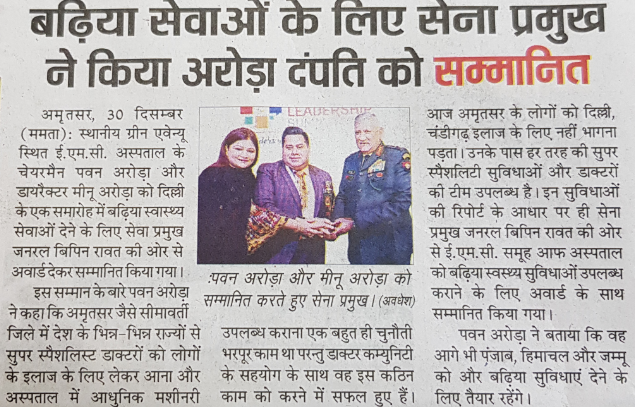 बढ़िया सेवाओं के लिए सेना प्रमुख
ने किया अरोड़ा दंपति को सम्मानित
अमृतसर, 30 दिसम्बर
(ममता): स्थानीय ग्रीन एवेन्यू
स्थित ई.एम.सी. अस्पताल के
चेयरमैन पवन अरोड़ा और
डायरैक्टर मीनू अरोड़ा को दिल्ली
के एक समारोह में बढ़िया स्वास्थ्य
सेवाओं देने के लिए सेवा प्रमुख
जनरल बिपिन रावत की ओर से
अवार्ड देकर सम्मानित किया गया।
इस सम्मान के बारे पवन अरोड़ा
ने कहा कि अमृतसर जैसे सीमावर्ती
जिले में देश के भिन्न-भिन्न राज्यों से
सुपर स्पैशलिस्ट डाक्टरों को लोगों
के इलाज के लिए लेकर आना और
अस्पताल में आधुनिक मशीनरी
LEADERSHIP
:पवन अरोड़ा और मीनू अरोड़ा को
सम्मानित करते हुए सेना प्रमुख। (अवधेश)
उपलब्ध कराना एक बहुत ही चुनौती
भरपूर काम था परन्तु डाक्टर कम्युनिटी
के सहयोग के साथ वह इस कठिन
काम को करने में सफल हुए हैं।
आज अमृतसर के लोगों को दिल्ली,
चंडीगढ़ इलाज के लिए नहीं भागना
पड़ता। उनके पास हर तरह की सुपर
स्पैशलिटी सुविधाओं और डाक्टरों
की टीम उपलब्ध है। इन सुविधाओं
की रिपोर्ट के आधार पर ही सेना
प्रमुख जनरल बिपिन रावत की ओर
से ई.एम.सी. समूह आफ अस्पताल
को बढ़िया स्वस्थ्य सुविधाओं उपलब्ध
कराने के लिए अवार्ड के साथ
सम्मानित किया गया।
पवन अरोड़ा ने बताया कि वह
आगे भी पंजाब, हिमाचल और जम्मू
को और बढ़िया सुविधाएं देने के
लिए तैयार रहेंगे।